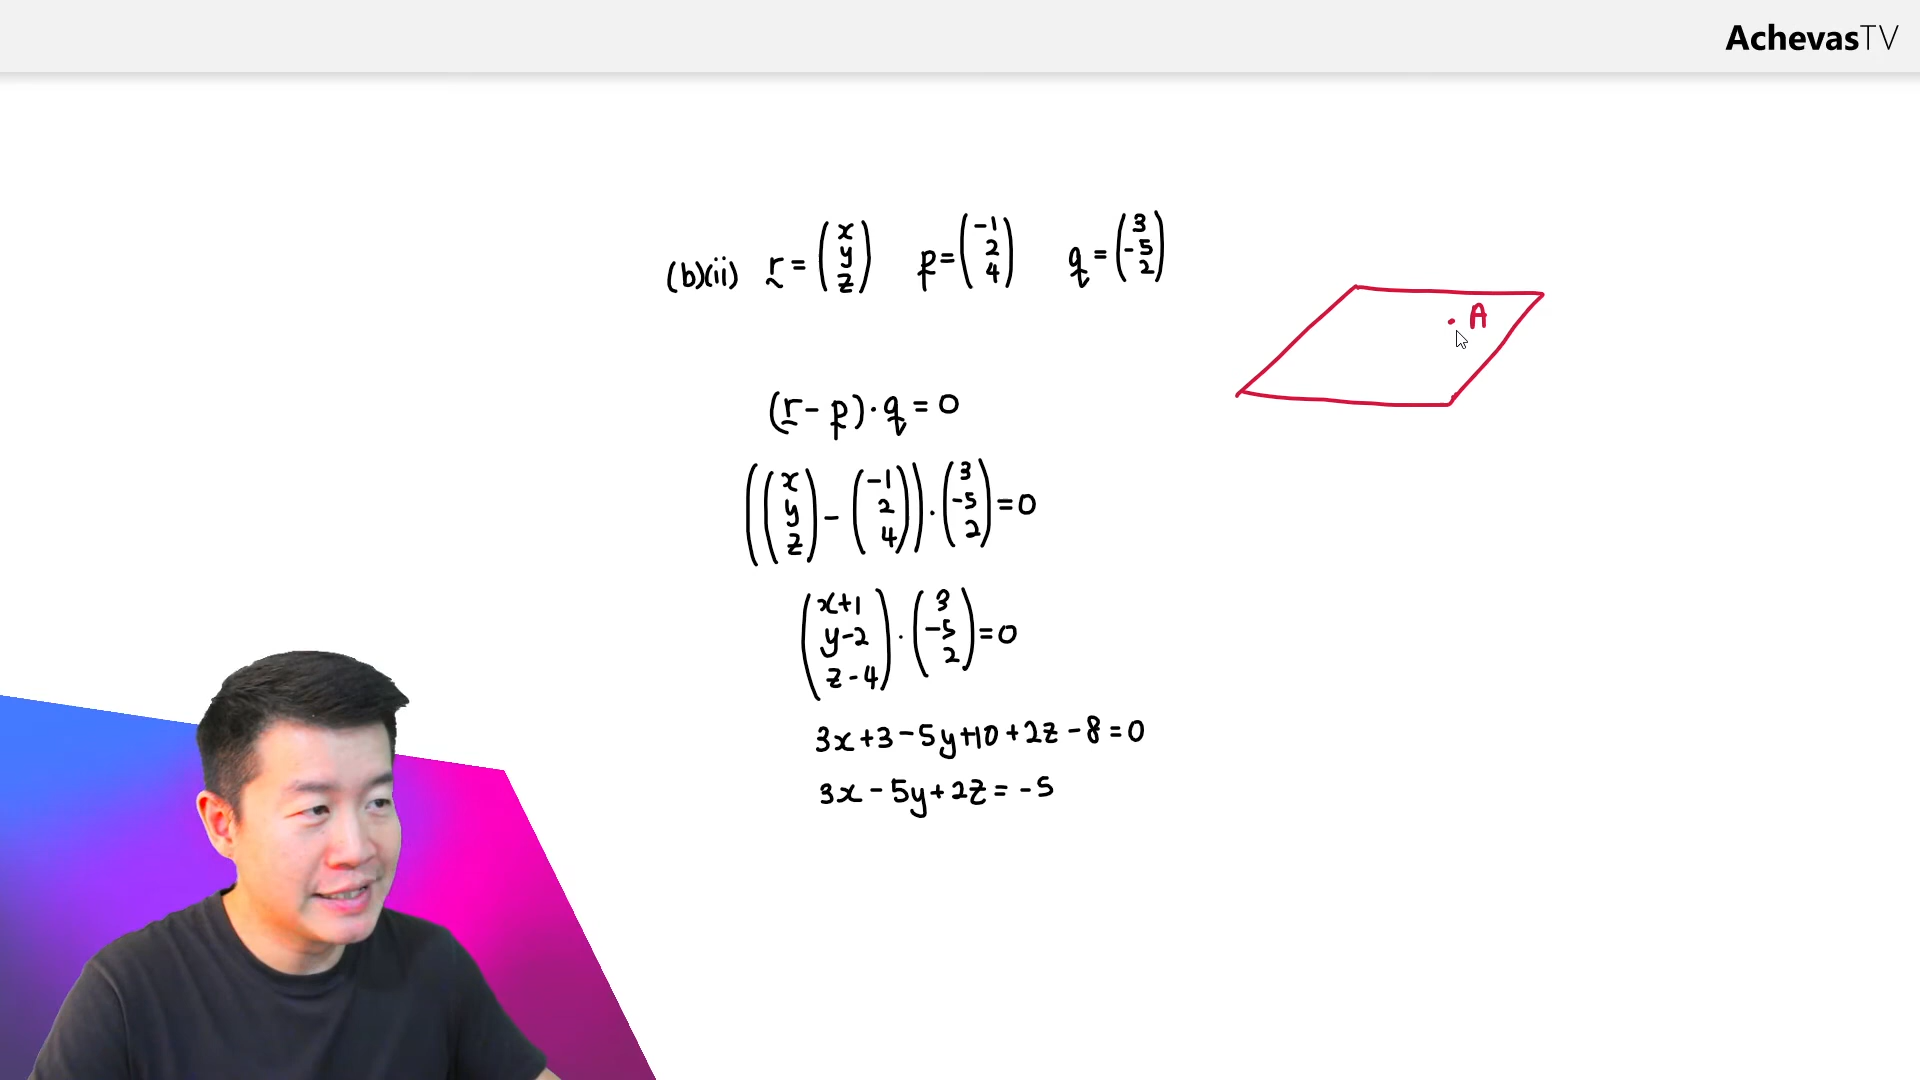 AchevasTV
(b)(ii) r = (x y z) p = (-1 2 4) q = (3 -5 2)
A
(r - p) · q = 0
((x y z) - (-1 2 4)) · (3 -5 2) = 0
(x+1 y-2 z-4) · (3 -5 2) = 0
3x + 3 - 5y + 10 + 2z - 8 = 0
3x - 5y + 2z = -5